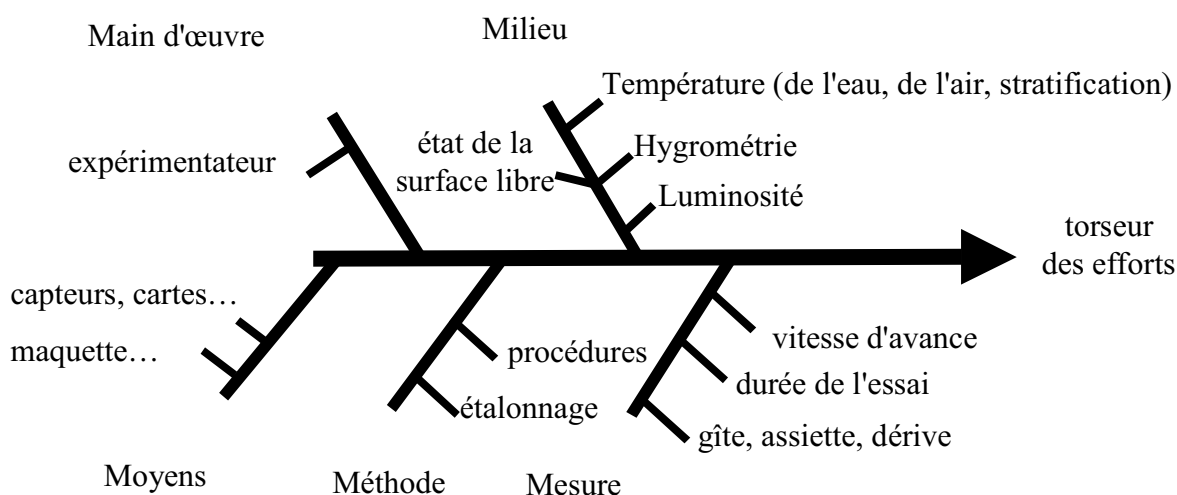 Main d'œuvre
Milieu
Température (de l'eau, de l'air, stratification)
expérimentateur
état de la
surface libre
Hygrométrie
Luminosité
torseur
des efforts
capteurs, cartes…
maquette…
procédures
étalonnage
vitesse d'avance
durée de l'essai
gîte, assiette, dérive
Moyens
Méthode
Mesure